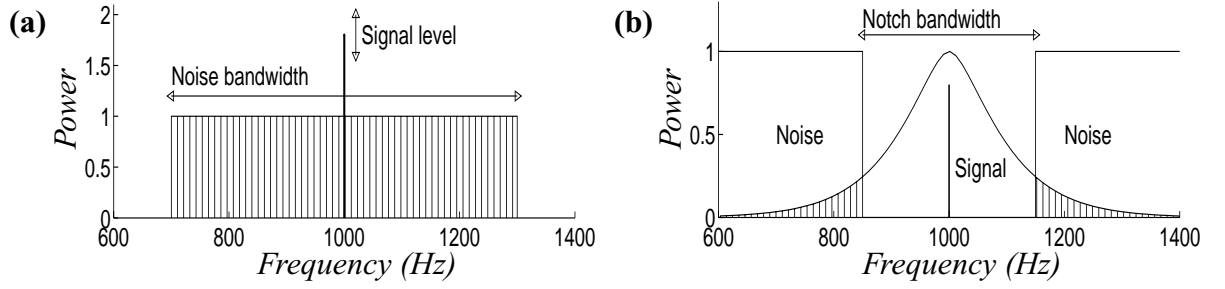 (a)
2
1.5
1
0.5
0
Power
Signal level
Noise bandwidth
600
800
1000
1200
1400
Frequency (Hz)
(b)
Notch bandwidth
1
0.5
0
Power
Noise
Noise
Signal
600
800
1000
1200
1400
Frequency (Hz)